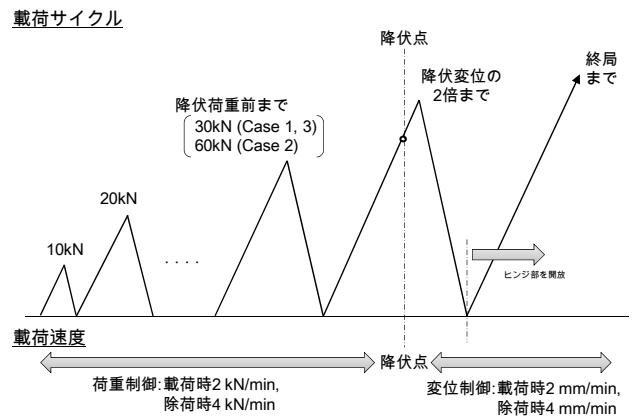 載荷サイクル
降伏点
降伏変位の
2倍まで
終局
まで
降伏荷重前まで
30kN (Case 1, 3)
60kN (Case 2)
20kN
10kN
....
ヒンジ部を開放
載荷速度
降伏点
荷重制御:載荷時2 kN/min,
除荷時4 kN/min
変位制御:載荷時2 mm/min,
除荷時4 mm/min